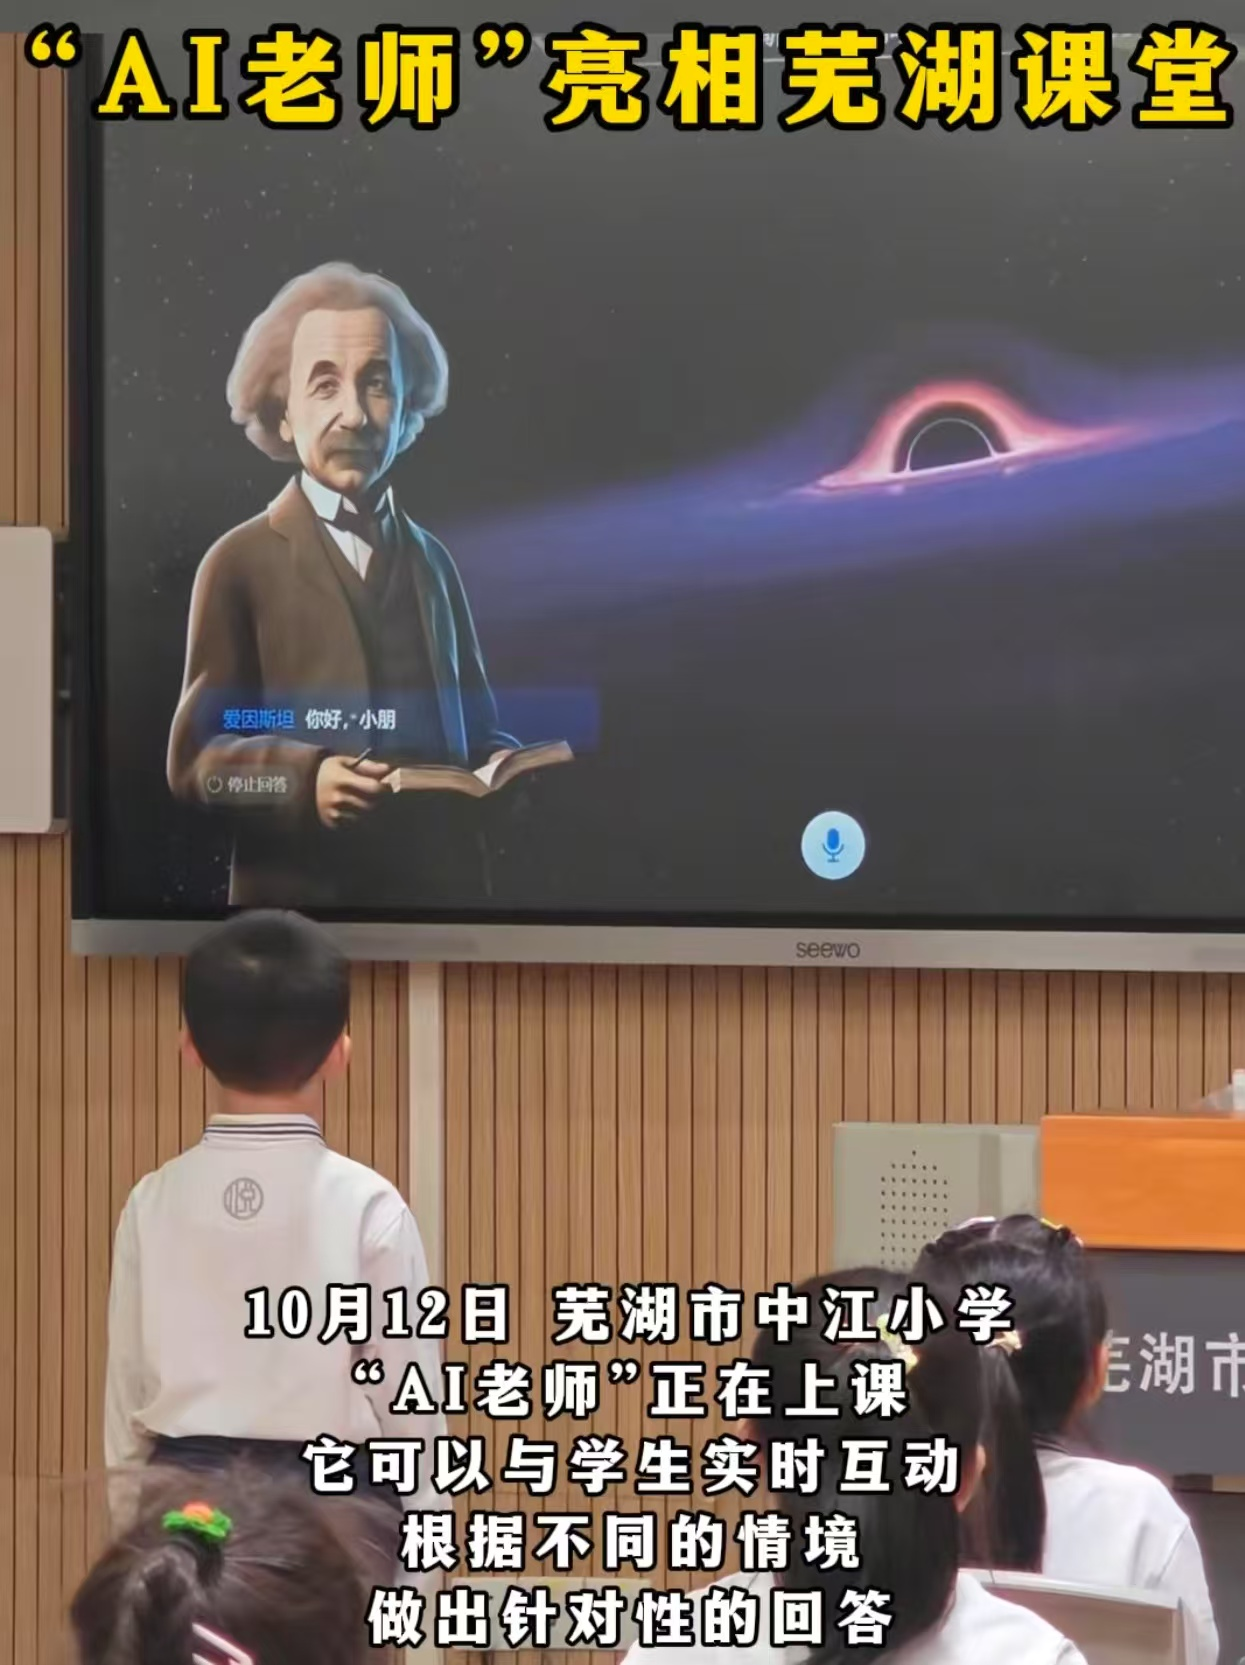 “AI老师”亮相芜湖课堂
爱因斯坦 你好，小朋
停止回答
seewo
芜湖市
10月12日 芜湖市中江小学
“AI老师”正在上课
它可以与学生实时互动
根据不同的情境
做出针对性的回答